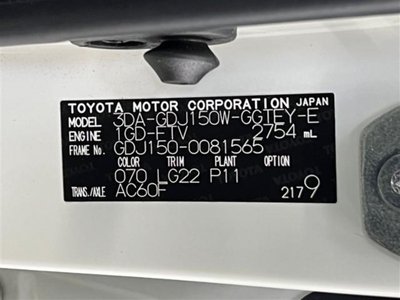 TOYOTA MOTOR CORPORATION JAPAN
MODEL 3DA-GDJ150W-GGTEY-E
ENGINE 1GD-FTV 2754 mL
FRAME No. GDJ150-0081565
COLOR TRIM PLANT OPTION
070 LG22 P11
TRANS./AXLE AC60F 2179